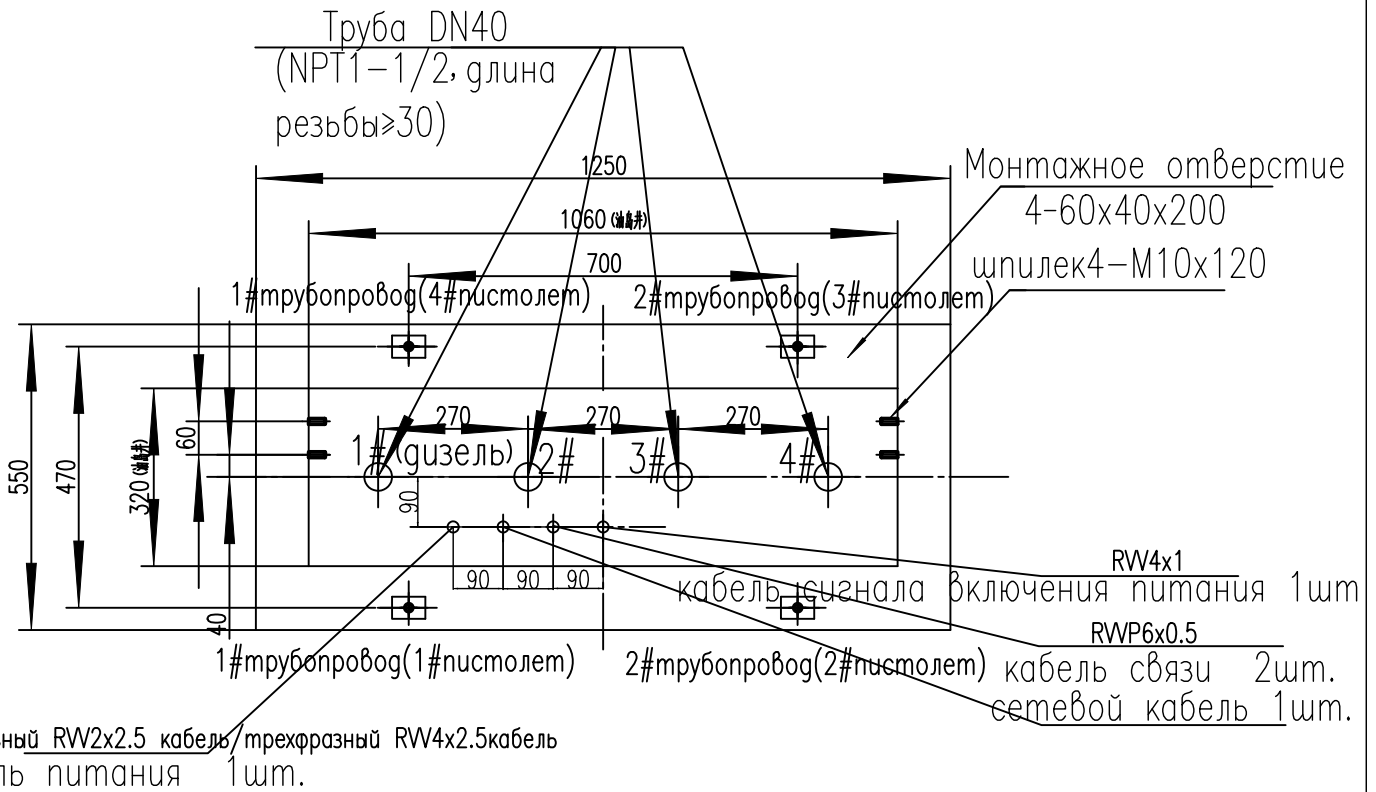 Труба DN40
(NPT1-1/2, длина
резьбы≥30)
1250
Монтажное отверстие
4-60x40x200
1060
шпилек4-M10x120
700
1#трубопровод(4#пистолет)
2#трубопровод(3#пистолет)
270
270
270
1#(дизель)
2#
3#
4#
60
550
470
320
90
40
90
90
90
RVV4x1
кабель сигнала включения питания 1шт
RVVP6x0.5
1#трубопровод(1#пистолет)
2#трубопровод(2#пистолет)
кабель связи 2шт.
сетевой кабель 1шт.
RVV2x2.5 кабель/трехфразный RVV4x2.5кабель
питания 1шт.